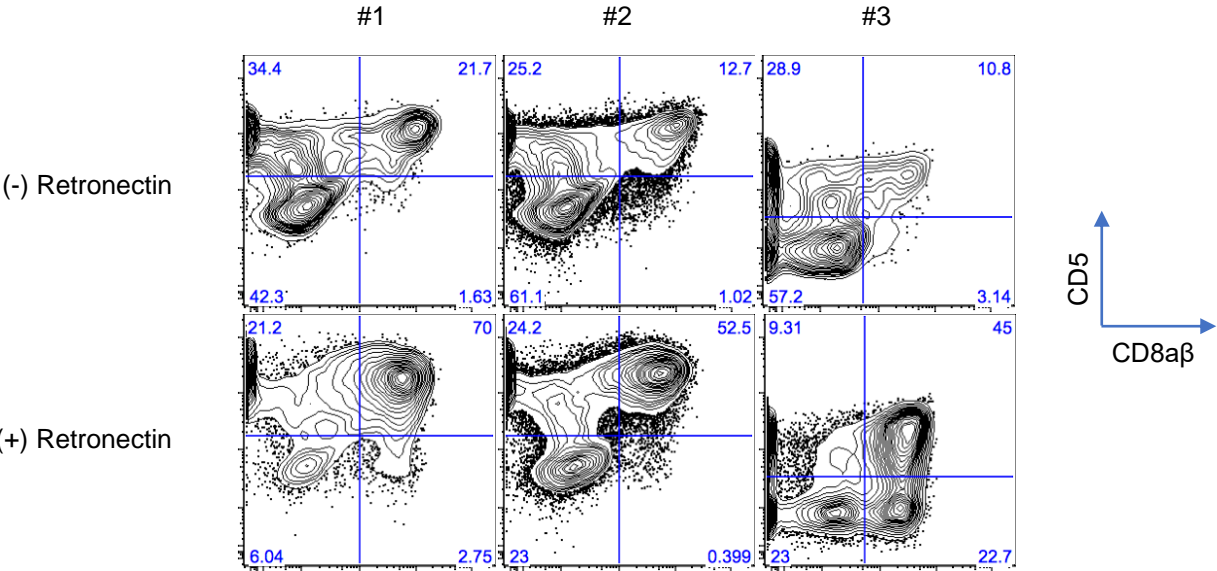 #1 #2 #3
34.4 21.7 25.2 12.7 28.9 10.8
(-) Retronectin
42.3 1.63 61.1 1.02 57.2 3.14
21.2 70 24.2 52.5 9.31 45
(+) Retronectin
6.04 2.75 23 0.399 23 22.7
CD5
CD8aβ